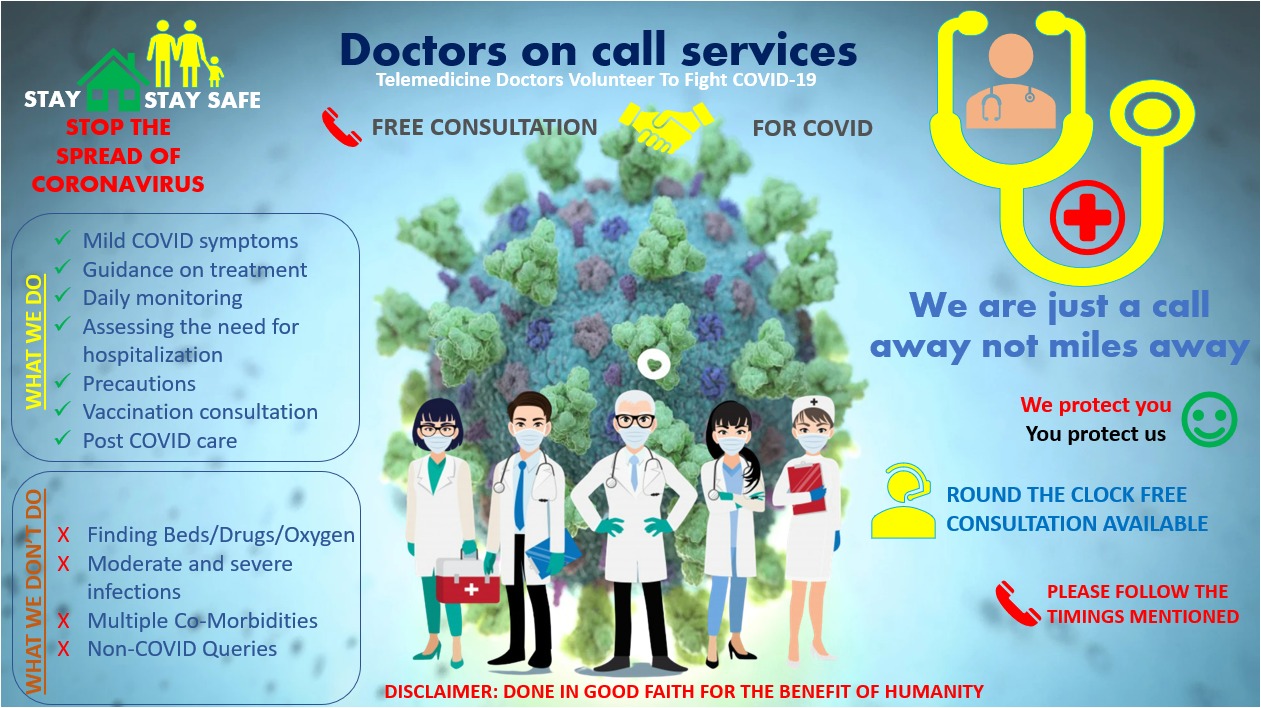 STAY STAY SAFE
STOP THE
SPREAD OF
CORONAVIRUS
Doctors on call services
Telemedicine Doctors Volunteer To Fight COVID-19
FREE CONSULTATION FOR COVID
WHAT WE DO
✓ Mild COVID symptoms
✓ Guidance on treatment
✓ Daily monitoring
✓ Assessing the need for
hospitalization
✓ Precautions
✓ Vaccination consultation
✓ Post COVID care
WHAT WE DON'T DO
X Finding Beds/Drugs/Oxygen
X Moderate and severe
infections
X Multiple Co-Morbidities
X Non-COVID Queries
We are just a call
away not miles away
We protect you
You protect us
ROUND THE CLOCK FREE
CONSULTATION AVAILABLE
PLEASE FOLLOW THE
TIMINGS MENTIONED
DISCLAIMER: DONE IN GOOD FAITH FOR THE BENEFIT OF HUMANITY